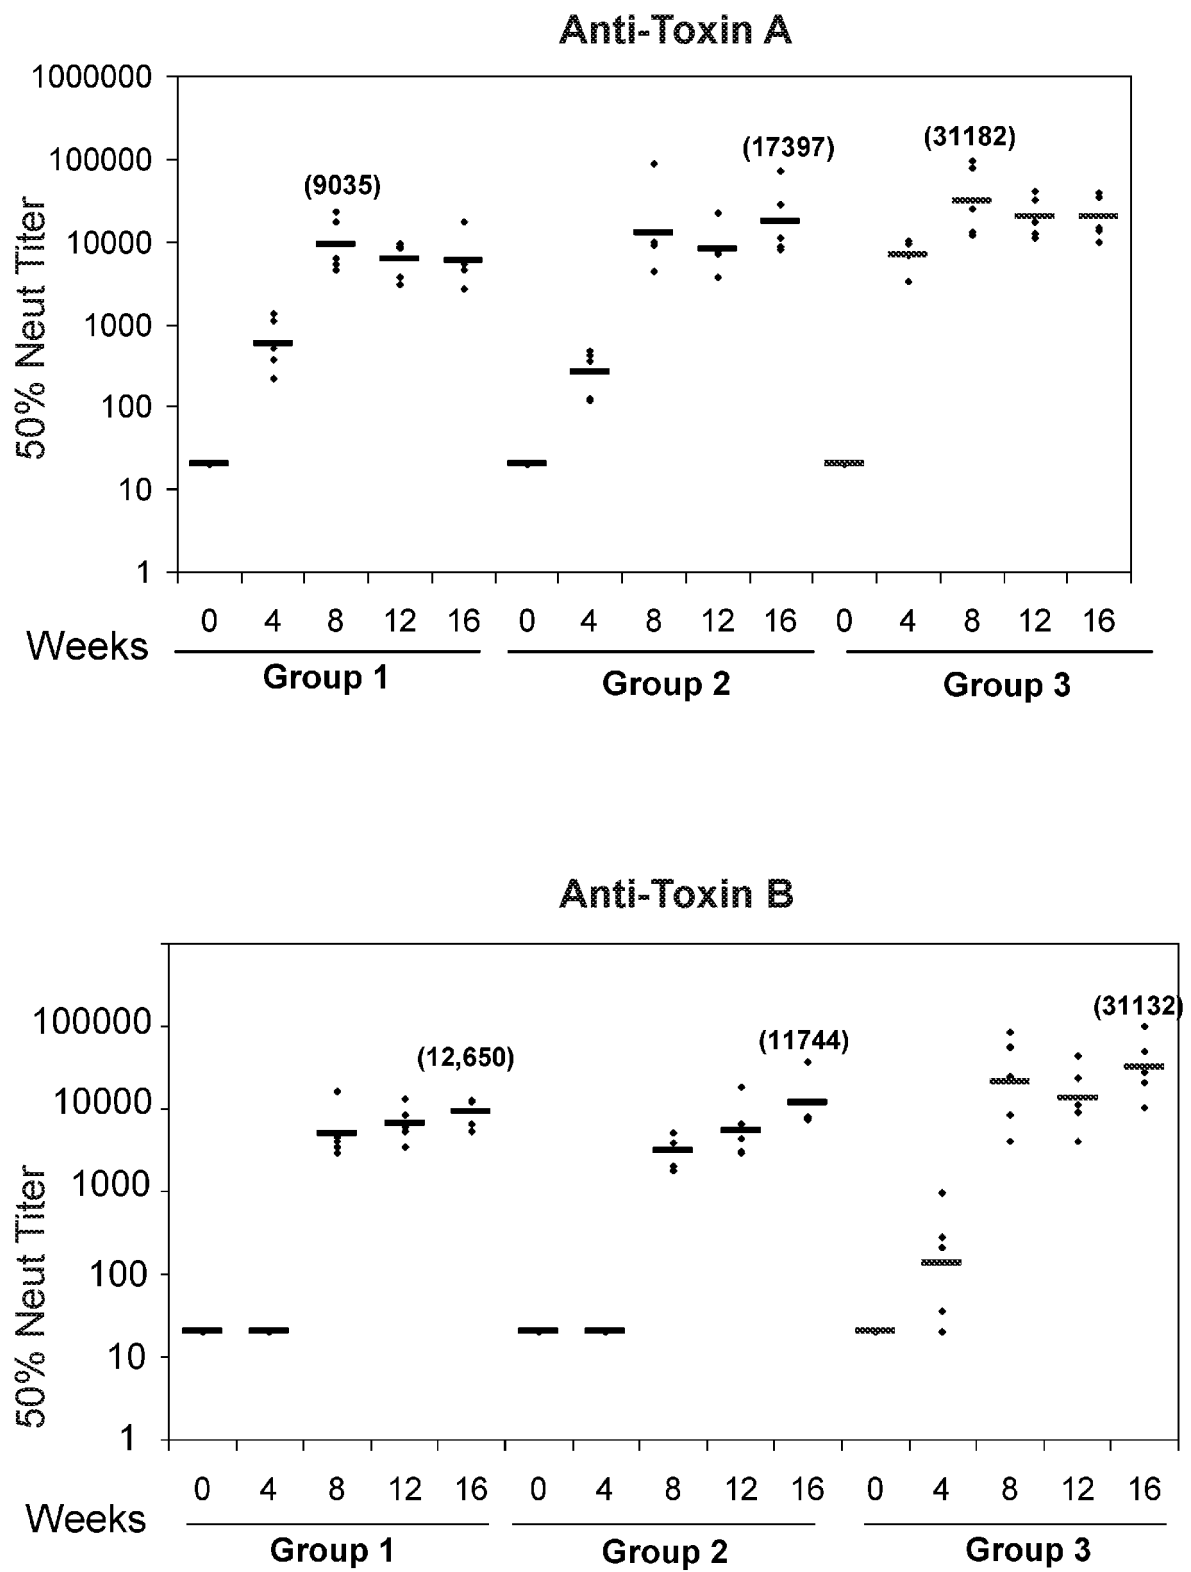 Anti-Toxin A
1000000
100000
10000
1000
100
10
1
50% Neut Titer
(9035)
(17397)
(31182)
0 4 8 12 16 0 4 8 12 16 0 4 8 12 16
Weeks
Group 1 Group 2 Group 3
Anti-Toxin B
100000
10000
1000
100
10
1
50% Neut Titer
(12,650)
(11744)
(31132)
0 4 8 12 16 0 4 8 12 16 0 4 8 12 16
Weeks
Group 1 Group 2 Group 3